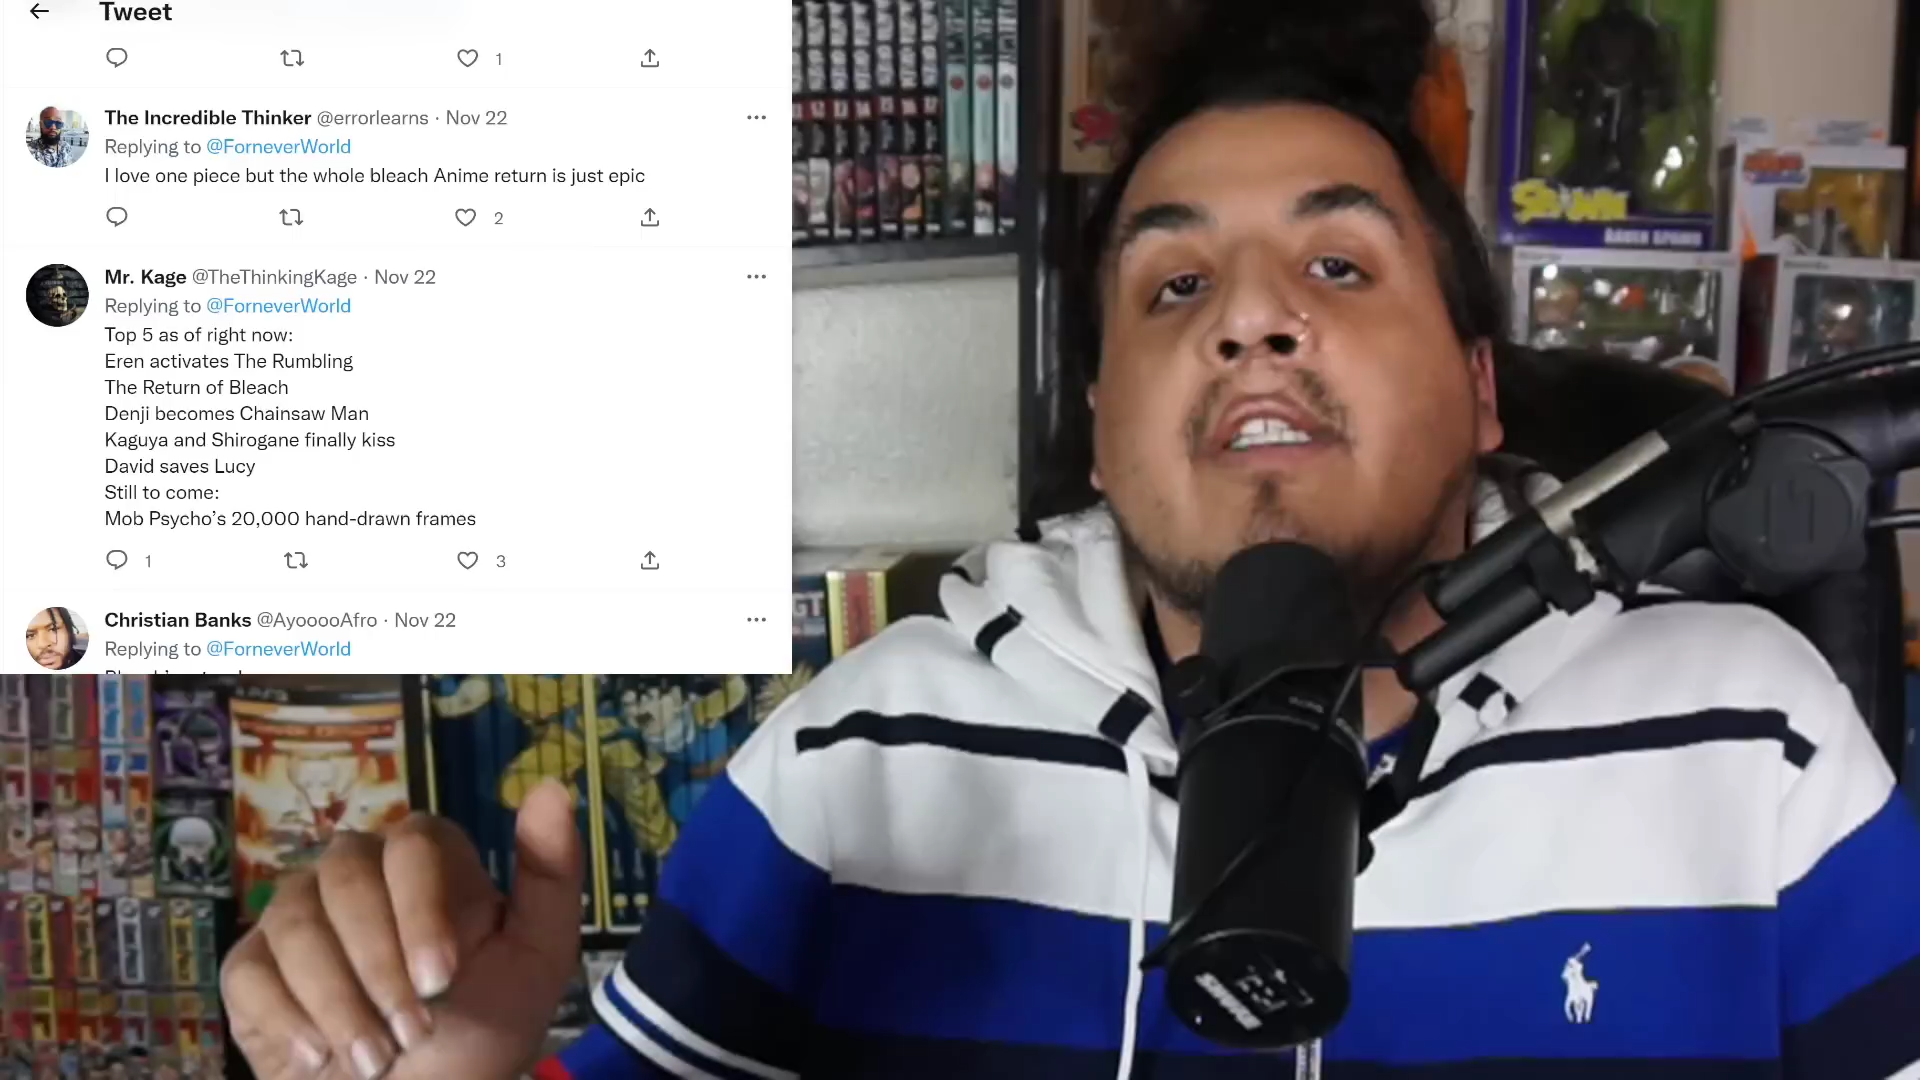 Tweet
1
The Incredible Thinker @errorlearns · Nov 22
Replying to @ForneverWorld
I love one piece but the whole bleach Anime return is just epic
2
Mr. Kage @TheThinkingKage · Nov 22
Replying to @ForneverWorld
Top 5 as of right now:
Eren activates The Rumbling
The Return of Bleach
Denji becomes Chainsaw Man
Kaguya and Shirogane finally kiss
David saves Lucy
Still to come:
Mob Psycho’s 20,000 hand-drawn frames
1 3
Christian Banks @AyooooAfro · Nov 22
Replying to @ForneverWorld
SPAWN